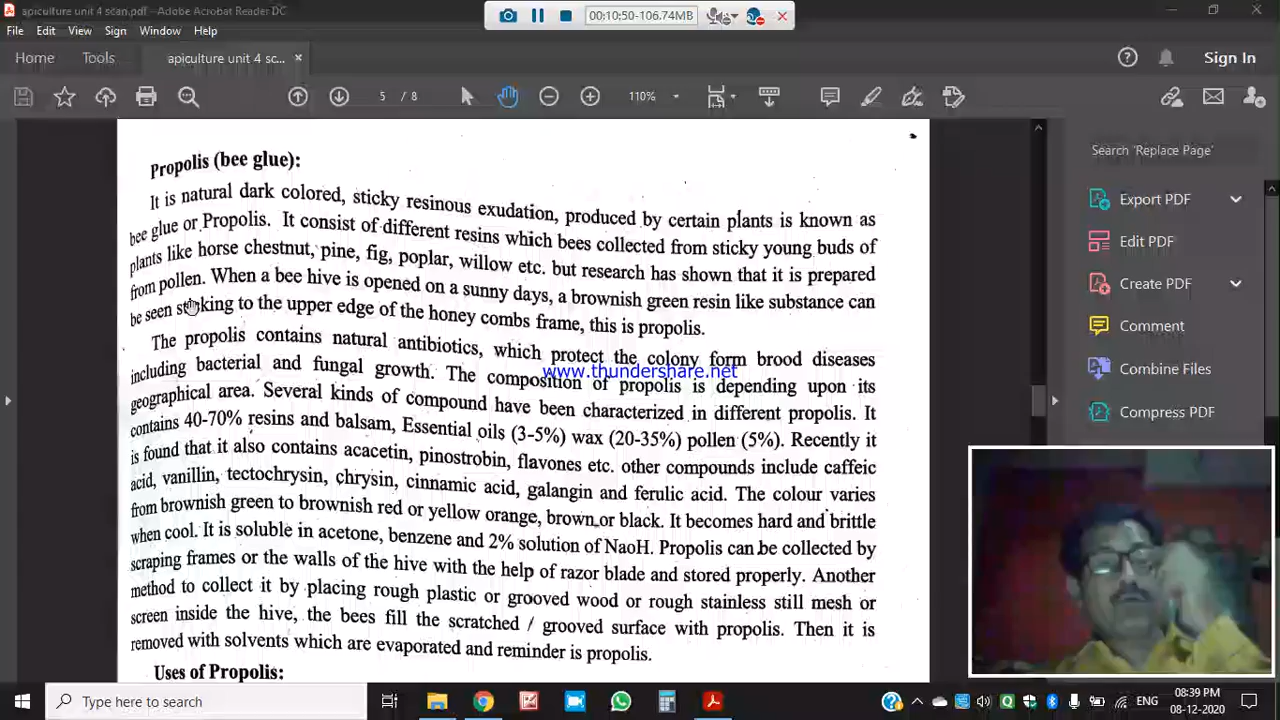 apiculture unit 4 scan.pdf - Adobe Acrobat Reader DC
00:10:50-106.74MB
File Edit View Sign Window Help
Home Tools apiculture unit 4 sc... Sign In
5 / 8 110%
Propolis (bee glue):
It is natural dark colored, sticky resinous exudation, produced by certain plants is known as
bee glue or Propolis. It consist of different resins which bees collected from sticky young buds of
plants like horse chestnut, pine, fig, poplar, willow etc. but research has shown that it is prepared
from pollen. When a bee hive is opened on a sunny days, a brownish green resin like substance can
be seen sticking to the upper edge of the honey combs frame, this is propolis.
The propolis contains natural antibiotics, which protect the colony form brood diseases
including bacterial and fungal growth. The composition of propolis is depending upon its
geographical area. Several kinds of compound have been characterized in different propolis. It
contains 40-70% resins and balsam, Essential oils (3-5%) wax (20-35%) pollen (5%). Recently it
is found that it also contains acacetin, pinostrobin, flavones etc. other compounds include caffeic
acid, vanillin, tectochrysin, chrysin, cinnamic acid, galangin and ferulic acid. The colour varies
from brownish green to brownish red or yellow orange, brown or black. It becomes hard and brittle
when cool. It is soluble in acetone, benzene and 2% solution of NaoH. Propolis can be collected by
scraping frames or the walls of the hive with the help of razor blade and stored properly. Another
method to collect it by placing rough plastic or grooved wood or rough stainless still mesh or
screen inside the hive, the bees fill the scratched / grooved surface with propolis. Then it is
removed with solvents which are evaporated and reminder is propolis.
Uses of Propolis:
www.thundershare.net
Search 'Replace Page'
Export PDF
Edit PDF
Create PDF
Comment
Combine Files
Compress PDF
Type here to search
ENG
08:39 PM
08-12-2020